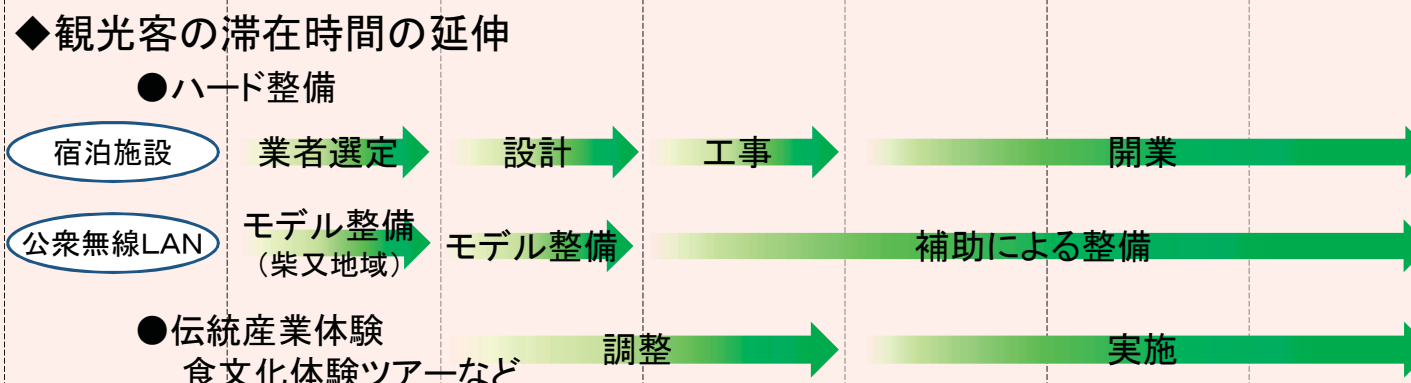 ◆観光客の滞在時間の延伸
●ハード整備
宿泊施設
業者選定
設計
工事
開業
公衆無線LAN
モデル整備
（柴又地域）
モデル整備
補助による整備
●伝統産業体験
食文化体験ツアーなど
調整
実施